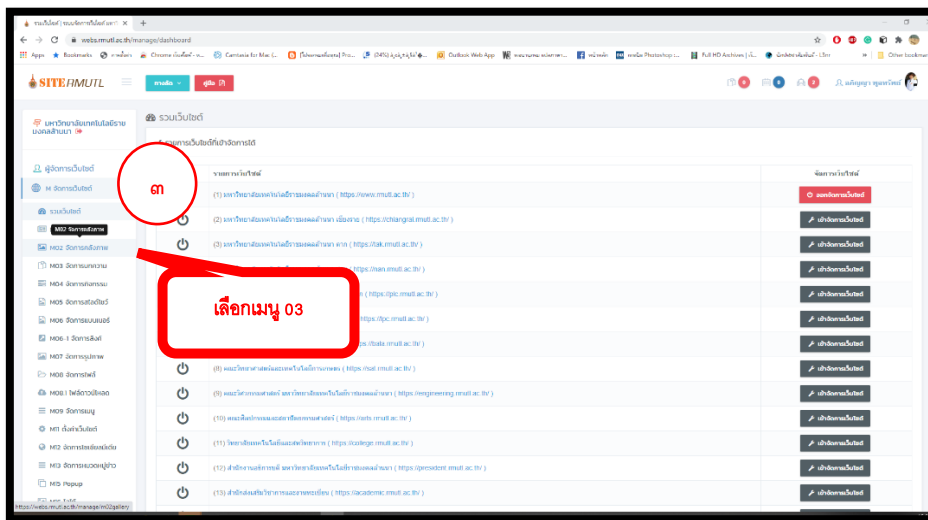 รวมเว็บไซต์ | ระบบจัดการเว็บไซต์ มหา
webs.rmutl.ac.th/manage/dashboard
Apps
Bookmarks
Outlook Web App
Other bookmarks
SITE RMUTL
คู่มือ
มหาวิทยาลัยเทคโนโลยีราช
มงคลล้านนา
รวมเว็บไซต์
รายการเว็บไซต์ที่เข้าจัดการได้
ผู้จัดการเว็บไซต์
M จัดการเว็บไซต์
รวมเว็บไซต์
M02 จัดการคลังภาพ
M02 จัดการคลังภาพ
M03 จัดการบทความ
M04 จัดการกิจกรรม
M05 จัดการสไลด์โชว์
M06 จัดการแบนเนอร์
M06-1 จัดการลิงค์
M07 จัดการรูปภาพ
M08 จัดการไฟล์
M08.1 ไฟล์ดาวน์โหลด
M09 จัดการเมนู
M11 ตั้งค่าเว็บไซต์
M12 จัดการโซเชียลมีเดีย
M13 จัดการหมวดหมู่ข่าว
M15 Popup
๓
เลือกเมนู 03
รายการเว็บไซต์
จัดการเว็บไซต์
(1) มหาวิทยาลัยเทคโนโลยีราชมงคลล้านนา ( https://www.rmutl.ac.th/ )
ออกจัดการเว็บไซต์
(2) มหาวิทยาลัยเทคโนโลยีราชมงคลล้านนา เชียงราย ( https://chiangrai.rmutl.ac.th/ )
เข้าจัดการเว็บไซต์
(3) มหาวิทยาลัยเทคโนโลยีราชมงคลล้านนา ตาก ( https://tak.rmutl.ac.th/ )
เข้าจัดการเว็บไซต์
https://nan.rmutl.ac.th/ )
เข้าจัดการเว็บไซต์
( https://plc.rmutl.ac.th/ )
เข้าจัดการเว็บไซต์
https://lpc.rmutl.ac.th/ )
เข้าจัดการเว็บไซต์
rmutl.ac.th/ )
เข้าจัดการเว็บไซต์
(8) คณะวิทยาศาสตร์และเทคโนโลยีการเกษตร ( https://sat.rmutl.ac.th/ )
เข้าจัดการเว็บไซต์
(9) คณะวิศวกรรมศาสตร์ มหาวิทยาลัยเทคโนโลยีราชมงคลล้านนา ( https://engineering.rmutl.ac.th/ )
เข้าจัดการเว็บไซต์
(10) คณะศิลปกรรมและสถาปัตยกรรมศาสตร์ ( https://arts.rmutl.ac.th/ )
เข้าจัดการเว็บไซต์
(11) วิทยาลัยเทคโนโลยีและสหวิทยาการ ( https://college.rmutl.ac.th/ )
เข้าจัดการเว็บไซต์
(12) สำนักงานอธิการบดี มหาวิทยาลัยเทคโนโลยีราชมงคลล้านนา ( https://president.rmutl.ac.th/ )
เข้าจัดการเว็บไซต์
(13) สำนักส่งเสริมวิชาการและงานทะเบียน ( https://academic.rmutl.ac.th/ )
เข้าจัดการเว็บไซต์
https://webs.rmutl.ac.th/manage/m02gallery